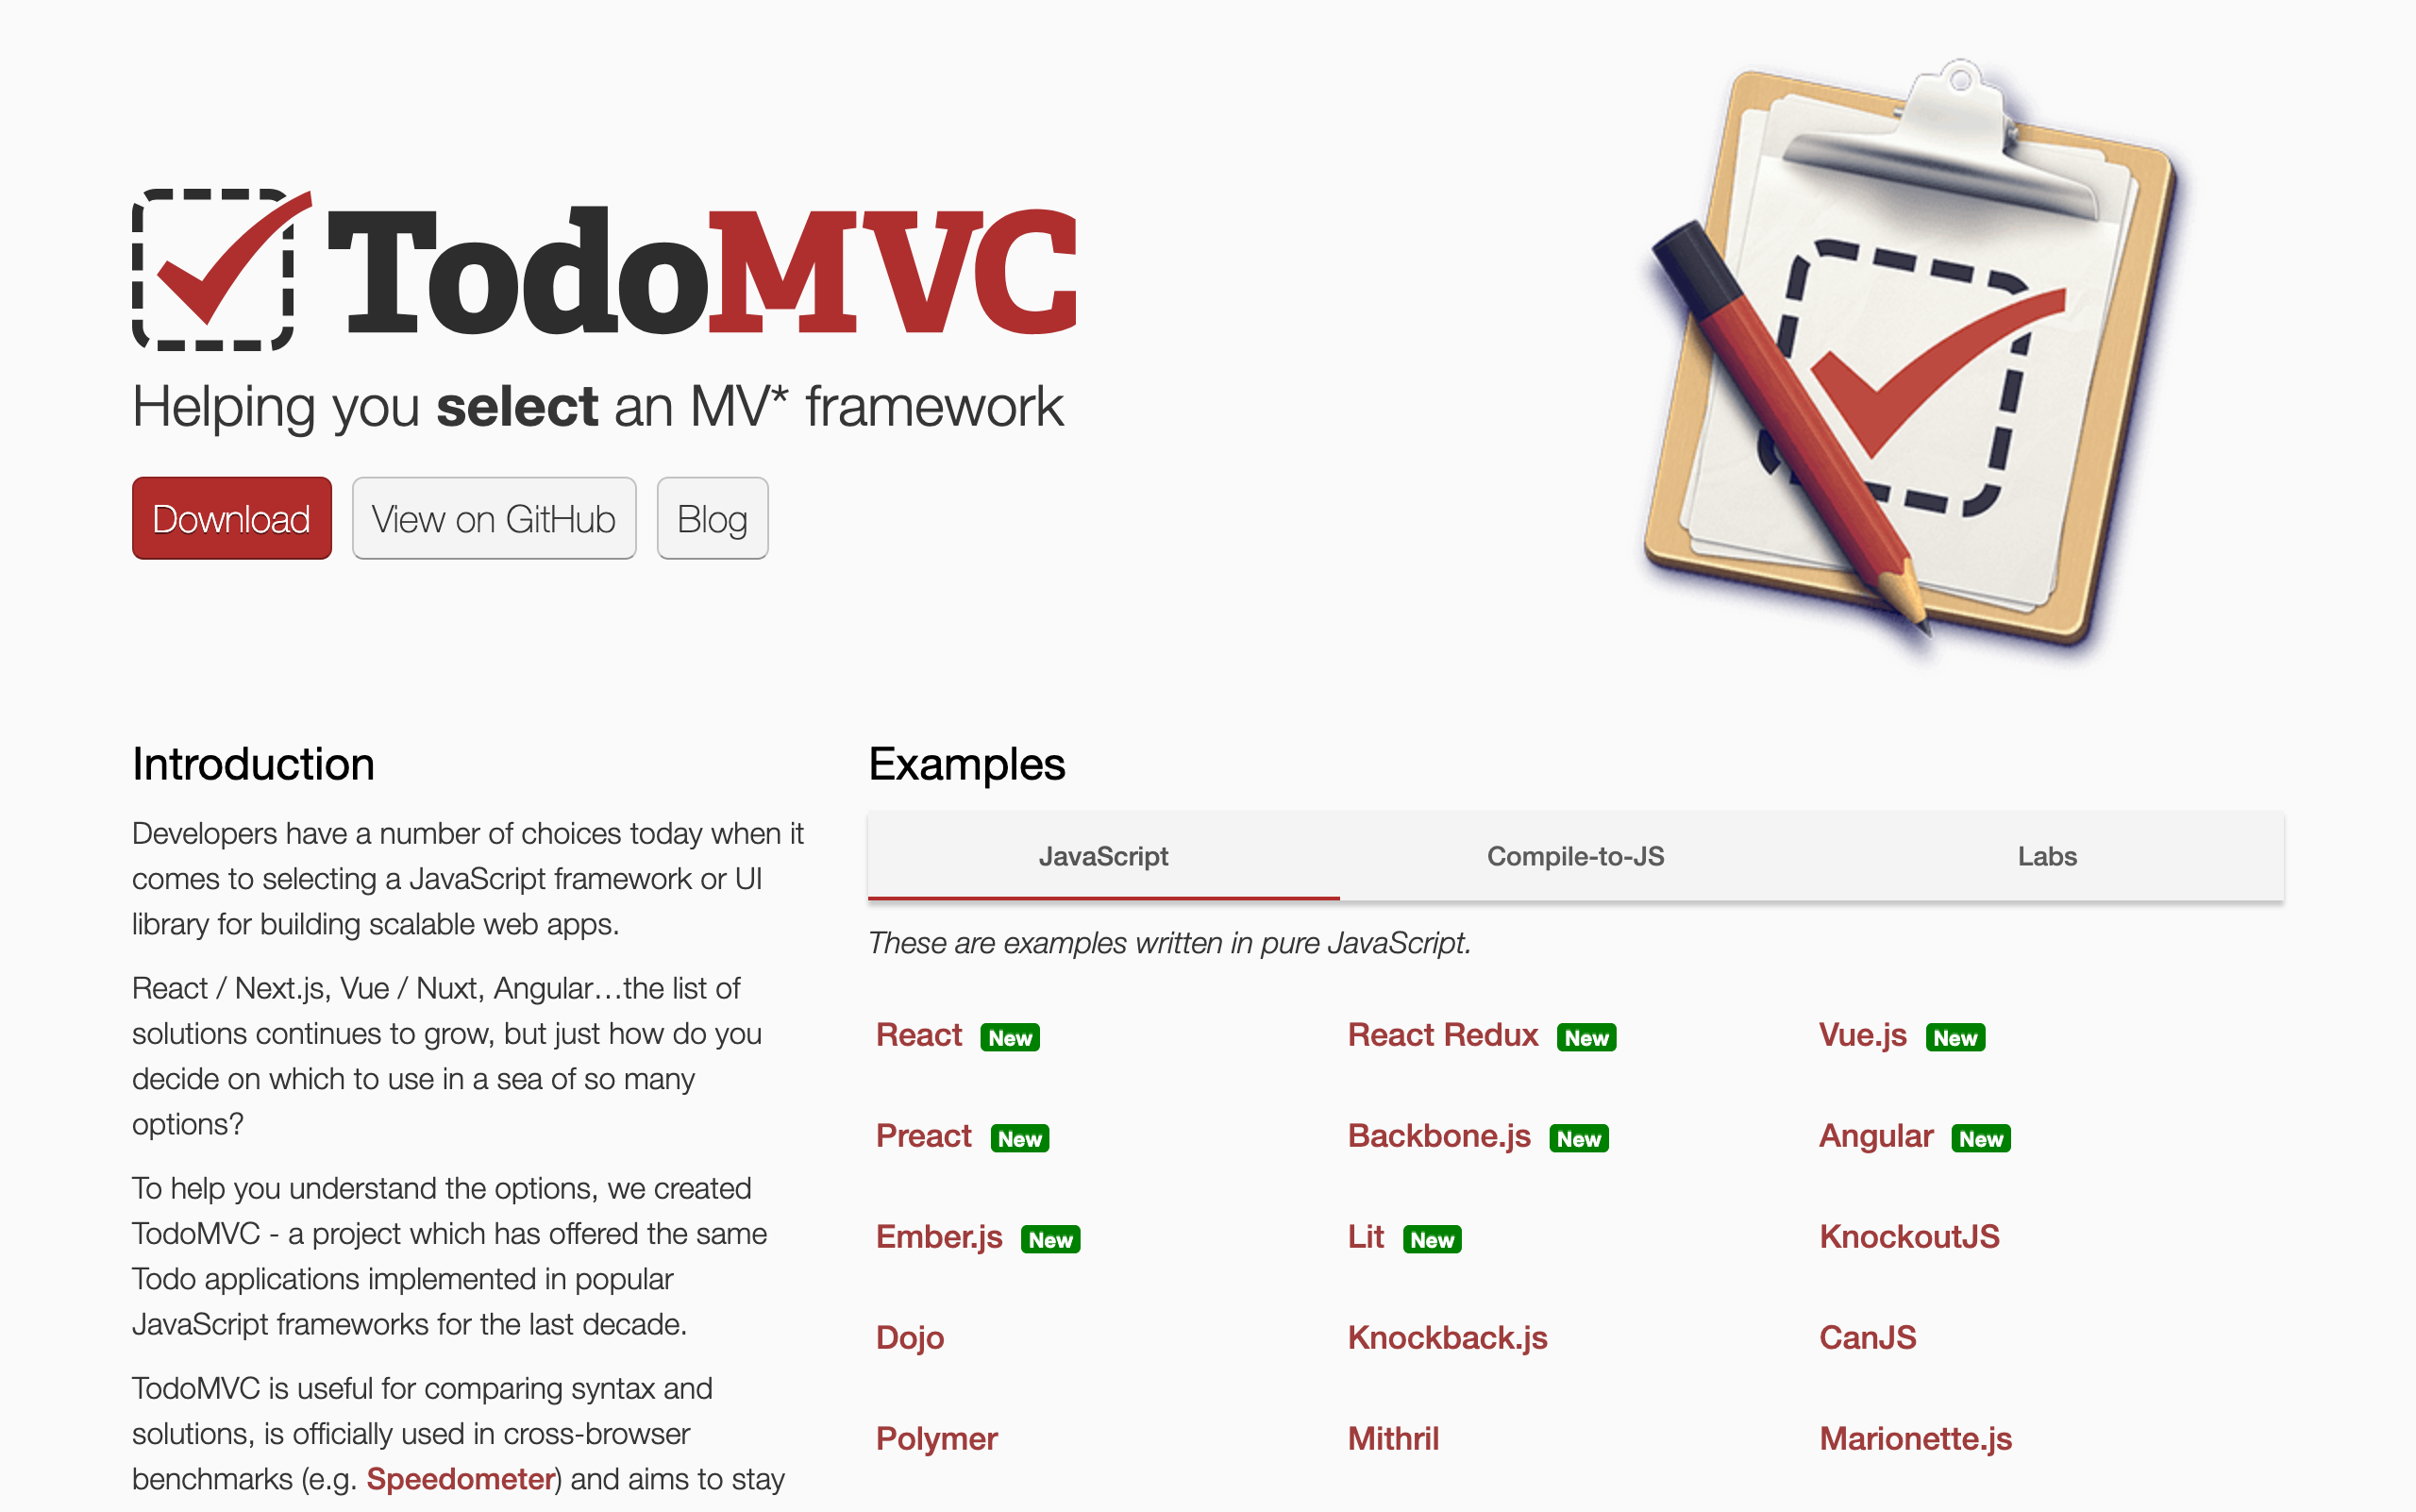 TodoMVC
Helping you select an MV* framework
Download
View on GitHub
Blog
Introduction
Developers have a number of choices today when it
comes to selecting a JavaScript framework or UI
library for building scalable web apps.
React / Next.js, Vue / Nuxt, Angular…the list of
solutions continues to grow, but just how do you
decide on which to use in a sea of so many
options?
To help you understand the options, we created
TodoMVC - a project which has offered the same
Todo applications implemented in popular
JavaScript frameworks for the last decade.
TodoMVC is useful for comparing syntax and
solutions, is officially used in cross-browser
benchmarks (e.g. Speedometer) and aims to stay
Examples
JavaScript
Compile-to-JS
Labs
These are examples written in pure JavaScript.
React New
React Redux New
Vue.js New
Preact New
Backbone.js New
Angular New
Ember.js New
Lit New
KnockoutJS
Dojo
Knockback.js
CanJS
Polymer
Mithril
Marionette.js